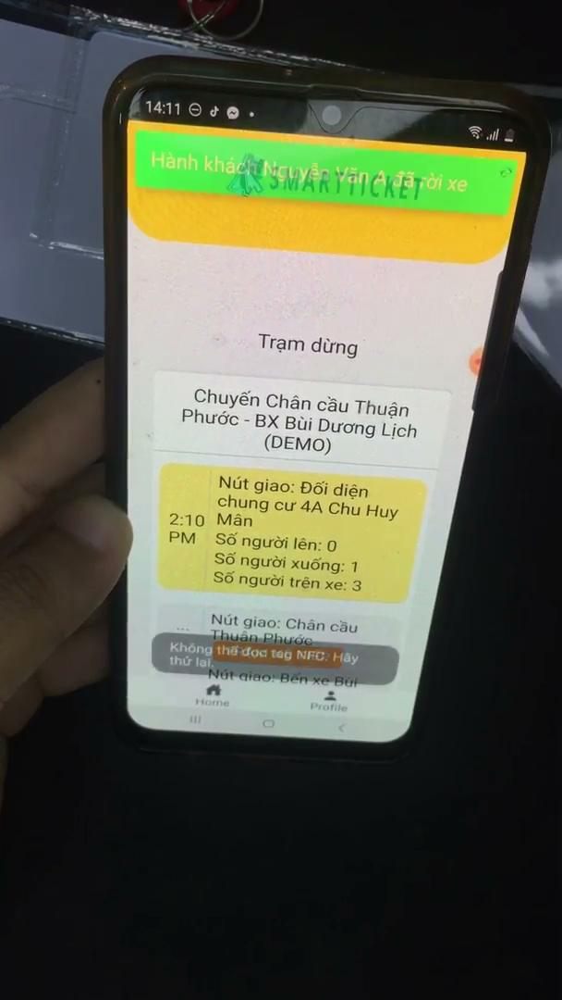 14:11
Hành khách Nguyễn Văn A đã rời xe
SMARTTICKET
Trạm dừng
Chuyến Chân cầu Thuận
Phước - BX Bùi Dương Lịch
(DEMO)
2:10
PM
Nút giao: Đối diện
chung cư 4A Chu Huy
Mân
Số người lên: 0
Số người xuống: 1
Số người trên xe: 3
...
Nút giao: Chân cầu
Thuận Phước
Không thể đọc tag NFC. Hãy
thử lại.
Nút giao: Bến xe Bùi
Home
Profile